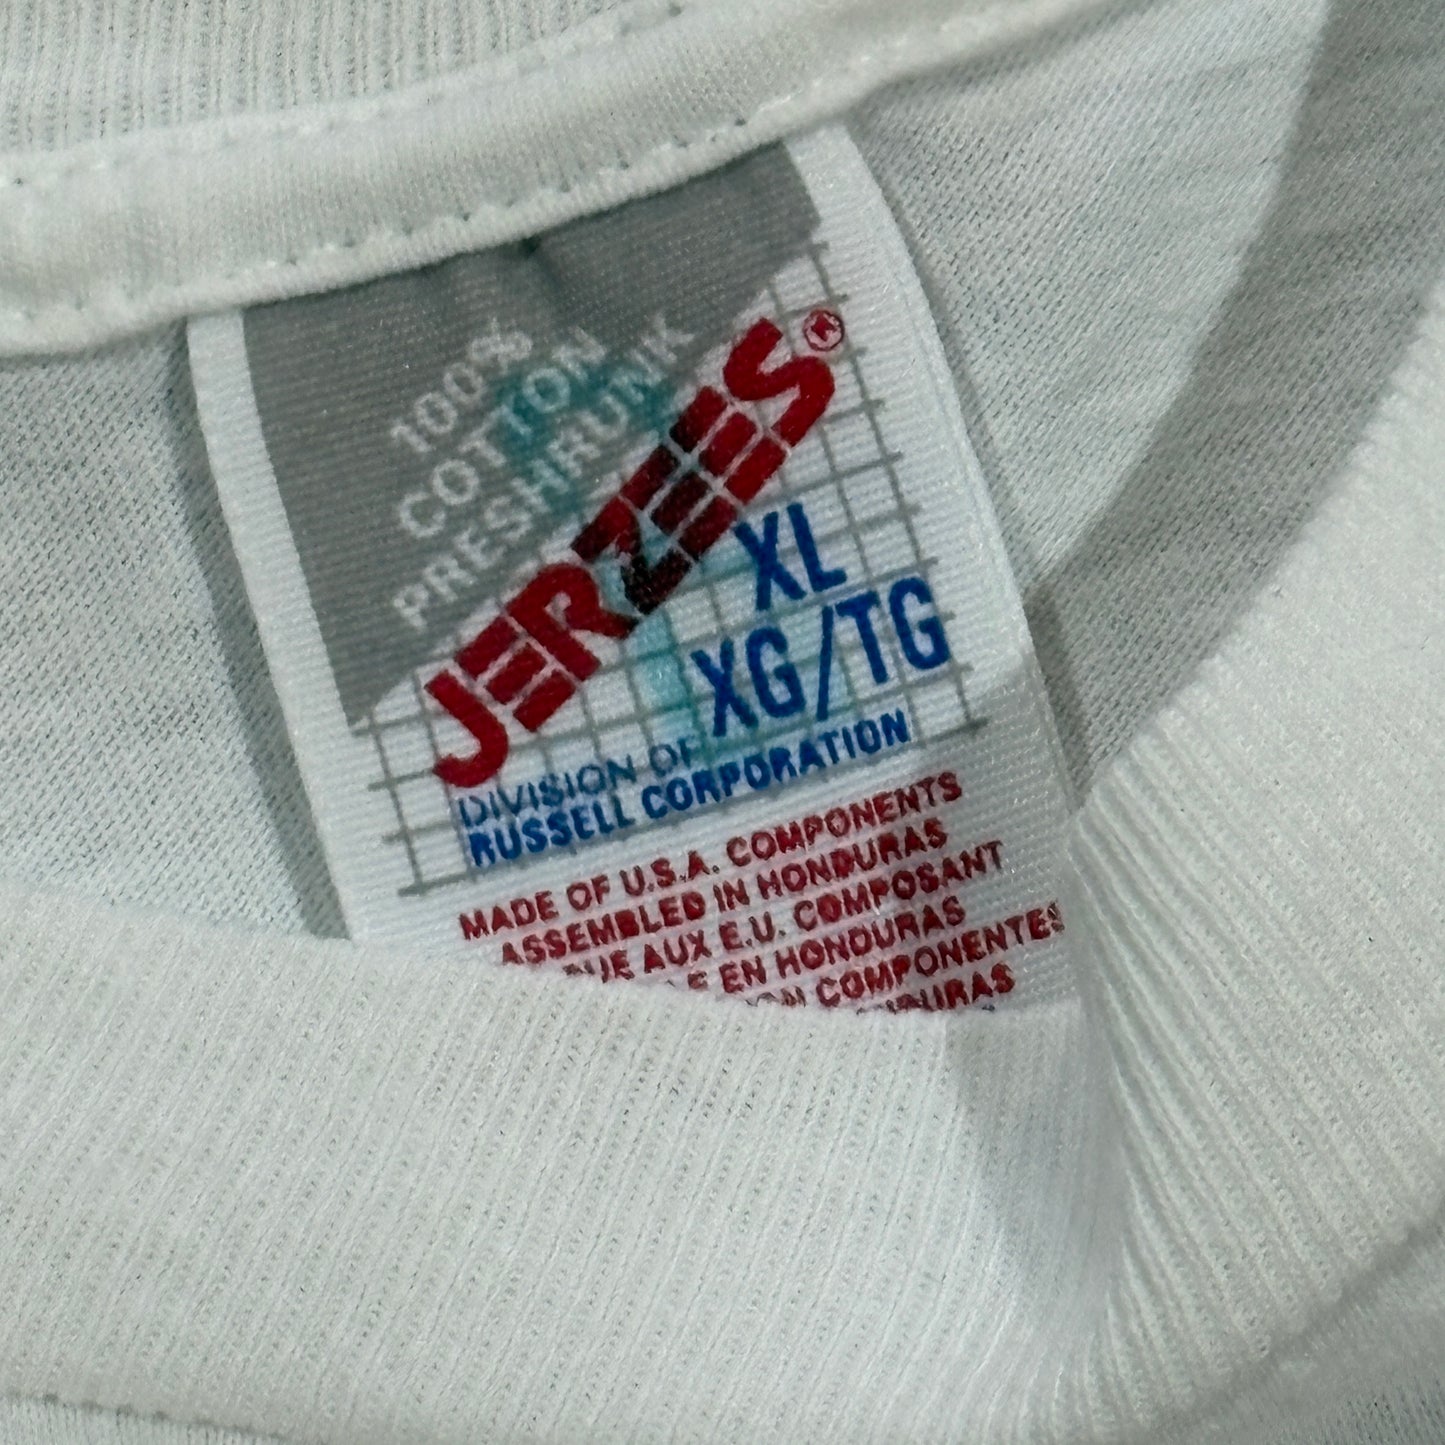 100%
COTTON
PRESHRUNK
JERZEES®
XL
XG/TG
DIVISION OF
RUSSELL CORPORATION
MADE OF U.S.A. COMPONENTS
ASSEMBLED IN HONDURAS
AUX E.U. COMPOSANT
EN HONDURAS
COMPONENTES